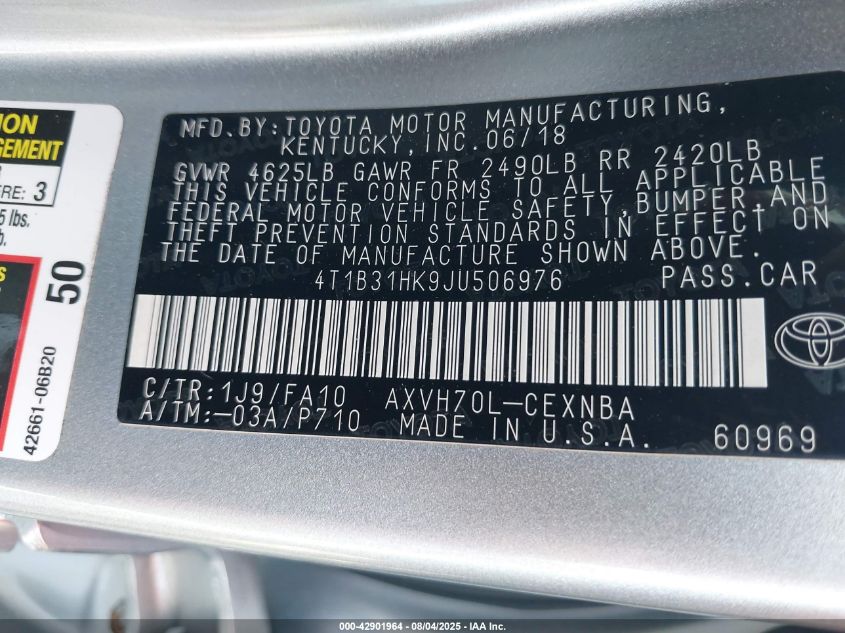 MFD.BY:TOYOTA MOTOR MANUFACTURING,
KENTUCKY,INC.06/18
GVWR 4625LB GAWR FR 2490LB RR 2420LB
THIS VEHICLE CONFORMS TO ALL APPLICABLE
FEDERAL MOTOR VEHICLE SAFETY,BUMPER,AND
THEFT PREVENTION STANDARDS IN EFFECT ON
THE DATE OF MANUFACTURE SHOWN ABOVE.
4T1B31HK9JU506976 PASS.CAR
C/TR:1J9/FA10 AXVH70L-CEXNBA
A/TM:-03A/P710 MADE IN U.S.A. 60969
ERE: 3
lbs.
50
42661-06B20
000-42901964 - 08/04/2025 - IAA Inc.